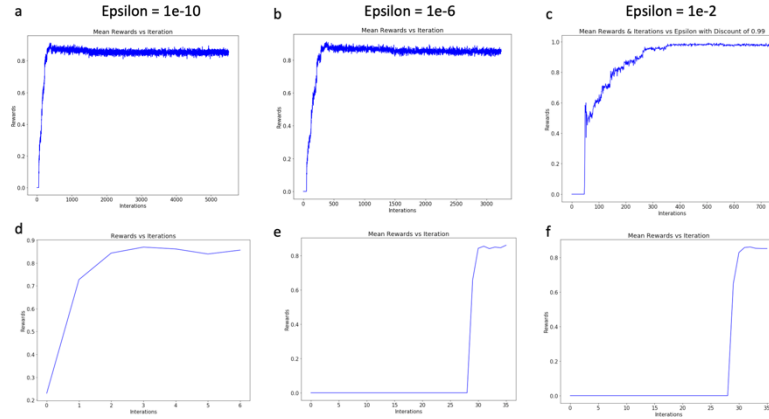 Epsilon = 1e-10
Epsilon = 1e-6
Epsilon = 1e-2
a
Mean Rewards vs Iteration
Rewards
0.8
0.6
0.4
0.2
0.0
0 1000 2000 3000 4000 5000
Interations
b
Mean Rewards vs Iteration
Rewards
0.8
0.6
0.4
0.2
0.0
0 500 1000 1500 2000 2500 3000
Interations
c
Mean Rewards & Iterations vs Epsilon with Discount of 0.99
Rewards
1.0
0.8
0.6
0.4
0.2
0.0
0 100 200 300 400 500 600 700
Interations
d
Rewards vs Iterations
Rewards
0.9
0.8
0.7
0.6
0.5
0.4
0.3
0.2
0 1 2 3 4 5 6
Iterations
e
Mean Rewards vs Iteration
Rewards
0.8
0.6
0.4
0.2
0.0
0 5 10 15 20 25 30 35
Interations
f
Mean Rewards vs Iteration
Rewards
0.8
0.6
0.4
0.2
0.0
0 5 10 15 20 25 30 35
Interations